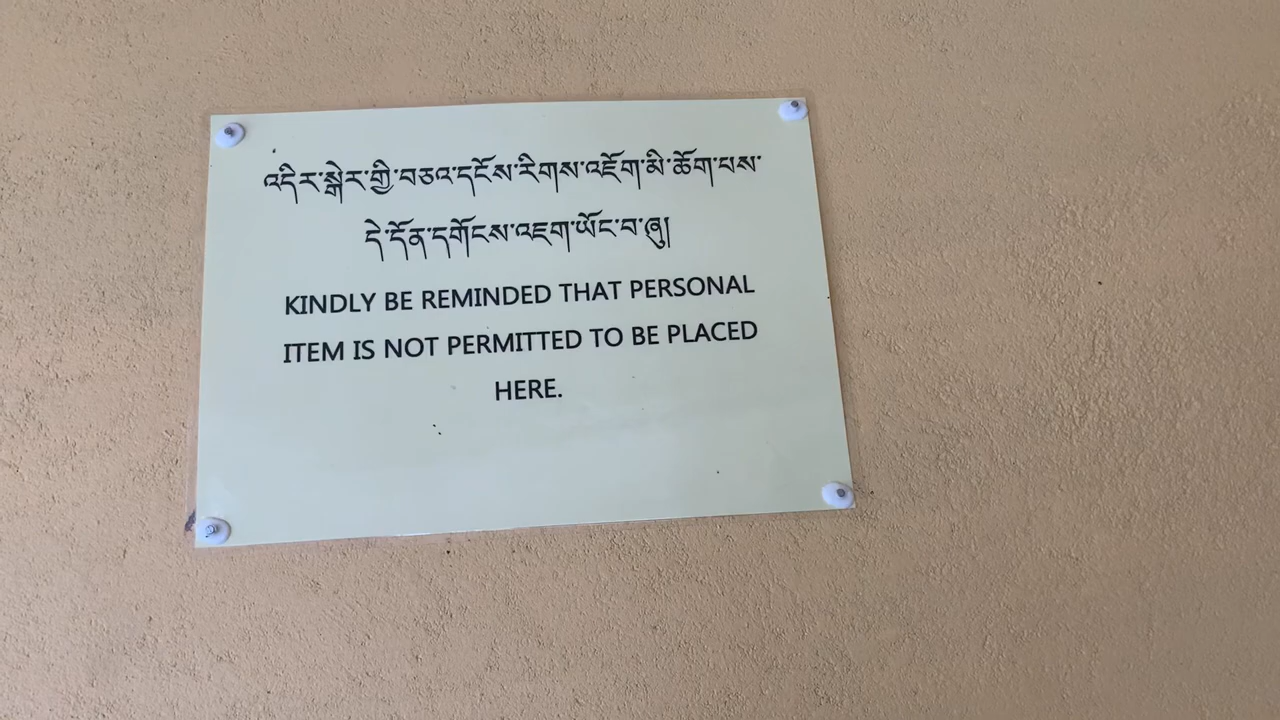 འདིར་སྒེར་གྱི་བཅའ་དངོས་རིགས་འཇོག་མི་ཆོག་པས་
དེ་དོན་དགོངས་འཇག་ཡོང་བ་ཞུ།
KINDLY BE REMINDED THAT PERSONAL
ITEM IS NOT PERMITTED TO BE PLACED
HERE.